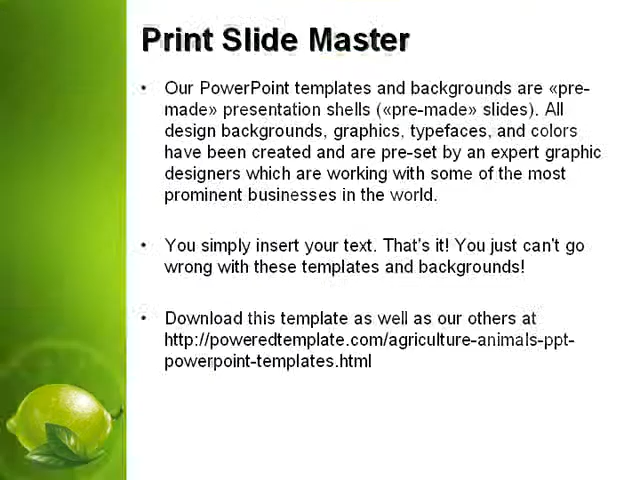 Print Slide Master
• Our PowerPoint templates and backgrounds are «pre-
made» presentation shells («pre-made» slides). All
design backgrounds, graphics, typefaces, and colors
have been created and are pre-set by an expert graphic
designers which are working with some of the most
prominent businesses in the world.
• You simply insert your text. That's it! You just can't go
wrong with these templates and backgrounds!
• Download this template as well as our others at
http://poweredtemplate.com/agriculture-animals-ppt-
powerpoint-templates.html